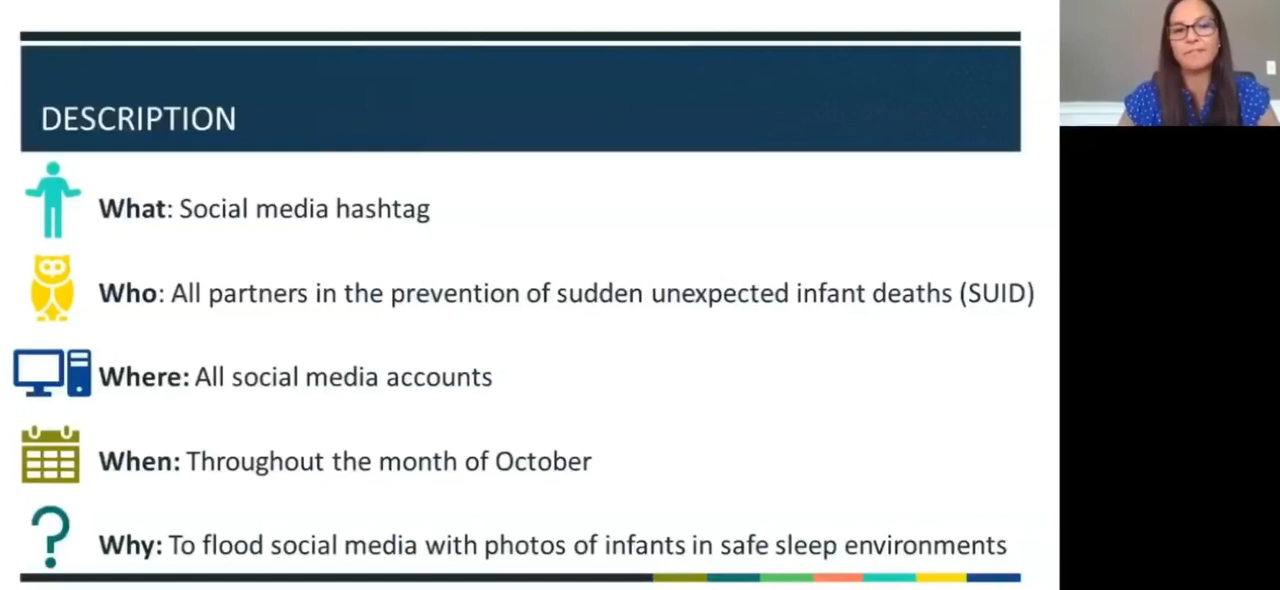 DESCRIPTION
What: Social media hashtag
Who: All partners in the prevention of sudden unexpected infant deaths (SUID)
Where: All social media accounts
When: Throughout the month of October
Why: To flood social media with photos of infants in safe sleep environments